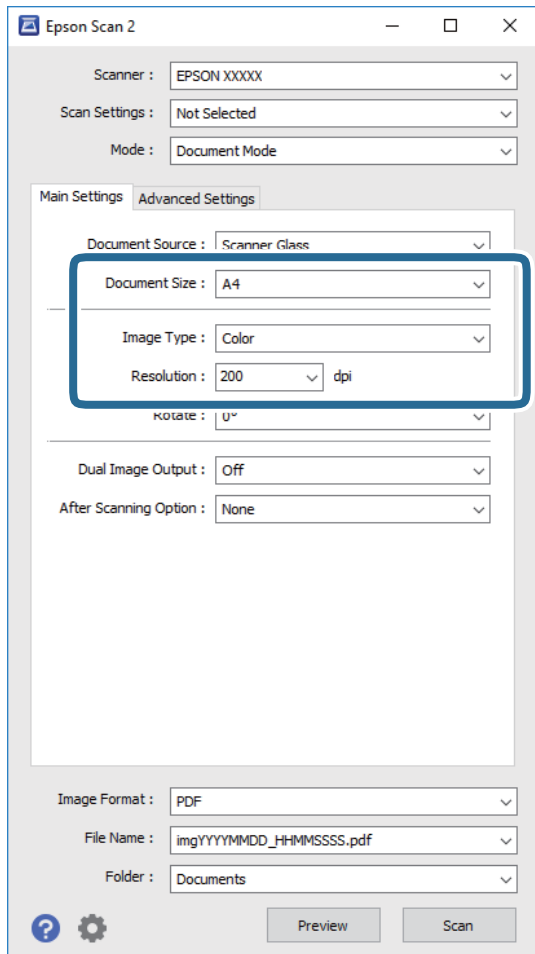 Epson Scan 2
Scanner : EPSON XXXXX
Scan Settings : Not Selected
Mode : Document Mode
Main Settings Advanced Settings
Document Source : Scanner Glass
Document Size : A4
Image Type : Color
Resolution : 200 dpi
Rotate : 0°
Dual Image Output : Off
After Scanning Option : None
Image Format : PDF
File Name : imgYYYYMMDD_HHMMSSSS.pdf
Folder : Documents
? Preview Scan